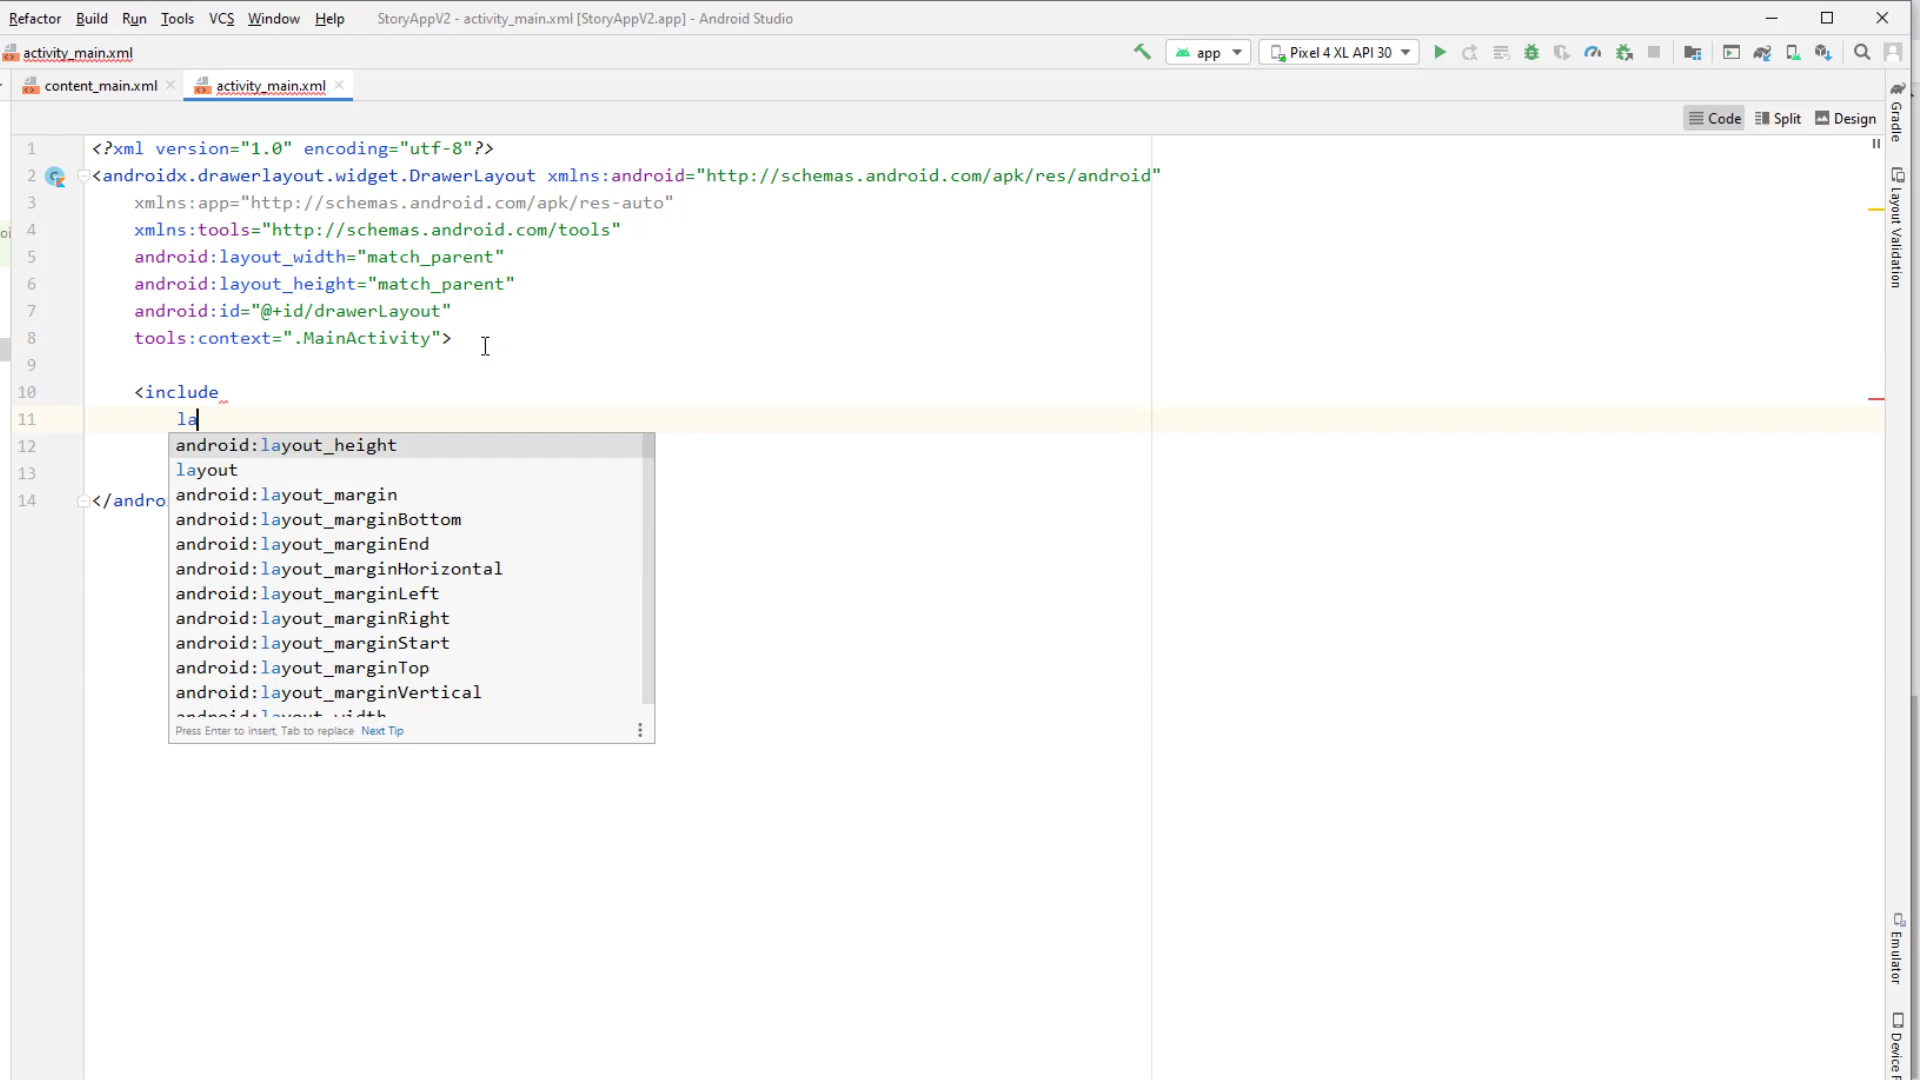 Refactor Build Run Tools VCS Window Help StoryAppV2 - activity_main.xml [StoryAppV2.app] - Android Studio
activity_main.xml app Pixel 4 XL API 30
content_main.xml activity_main.xml
Code Split Design
1 <?xml version="1.0" encoding="utf-8"?>
2 <androidx.drawerlayout.widget.DrawerLayout xmlns:android="http://schemas.android.com/apk/res/android"
3 xmlns:app="http://schemas.android.com/apk/res-auto"
4 xmlns:tools="http://schemas.android.com/tools"
5 android:layout_width="match_parent"
6 android:layout_height="match_parent"
7 android:id="@+id/drawerLayout"
8 tools:context=".MainActivity">
9
10 <include
11 la
12
13
14 </andro
android:layout_height
layout
android:layout_margin
android:layout_marginBottom
android:layout_marginEnd
android:layout_marginHorizontal
android:layout_marginLeft
android:layout_marginRight
android:layout_marginStart
android:layout_marginTop
android:layout_marginVertical
android:layout_width
Press Enter to insert, Tab to replace Next Tip
Gradle
Layout Validation
Emulator